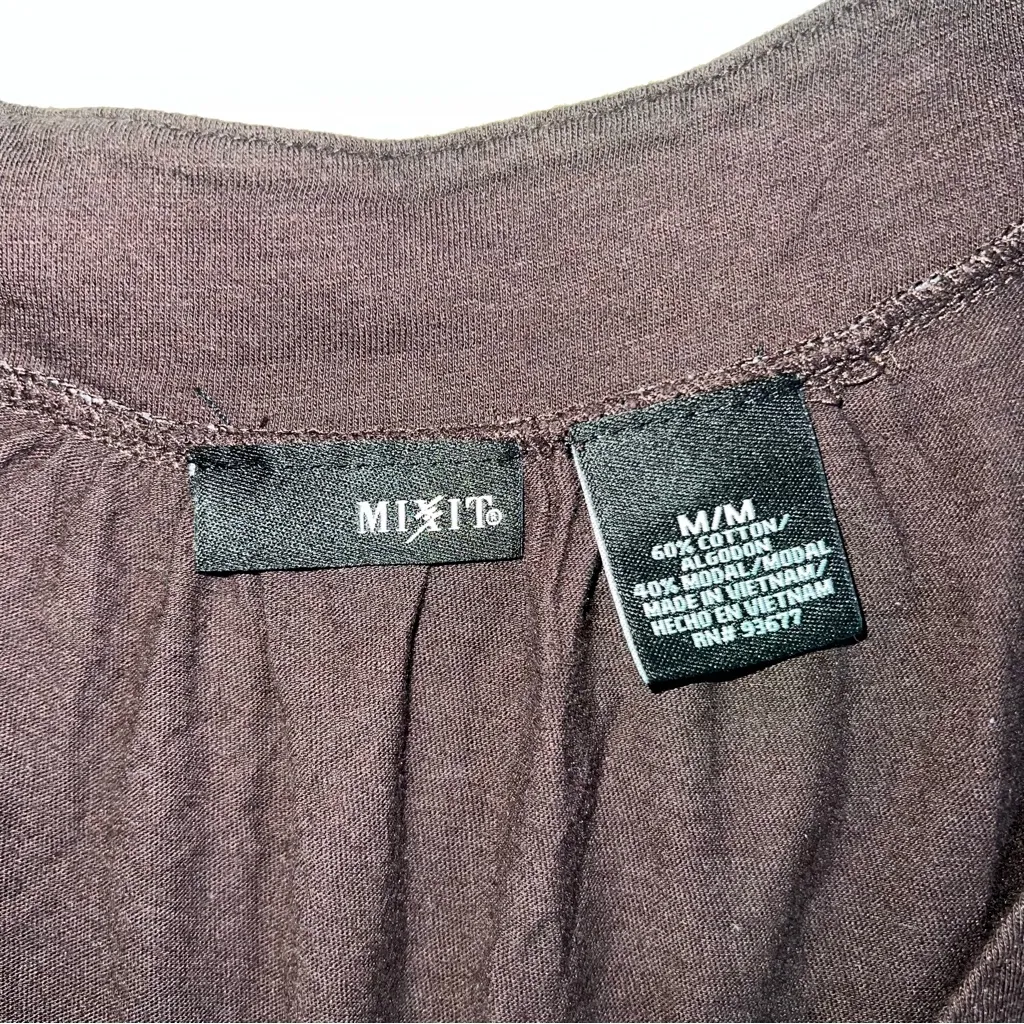 MIXIT®
M/M
60% COTTON/
ALGODON
40% MODAL/MODAL
MADE IN VIETNAM/
HECHO EN VIETNAM
RN# 93677